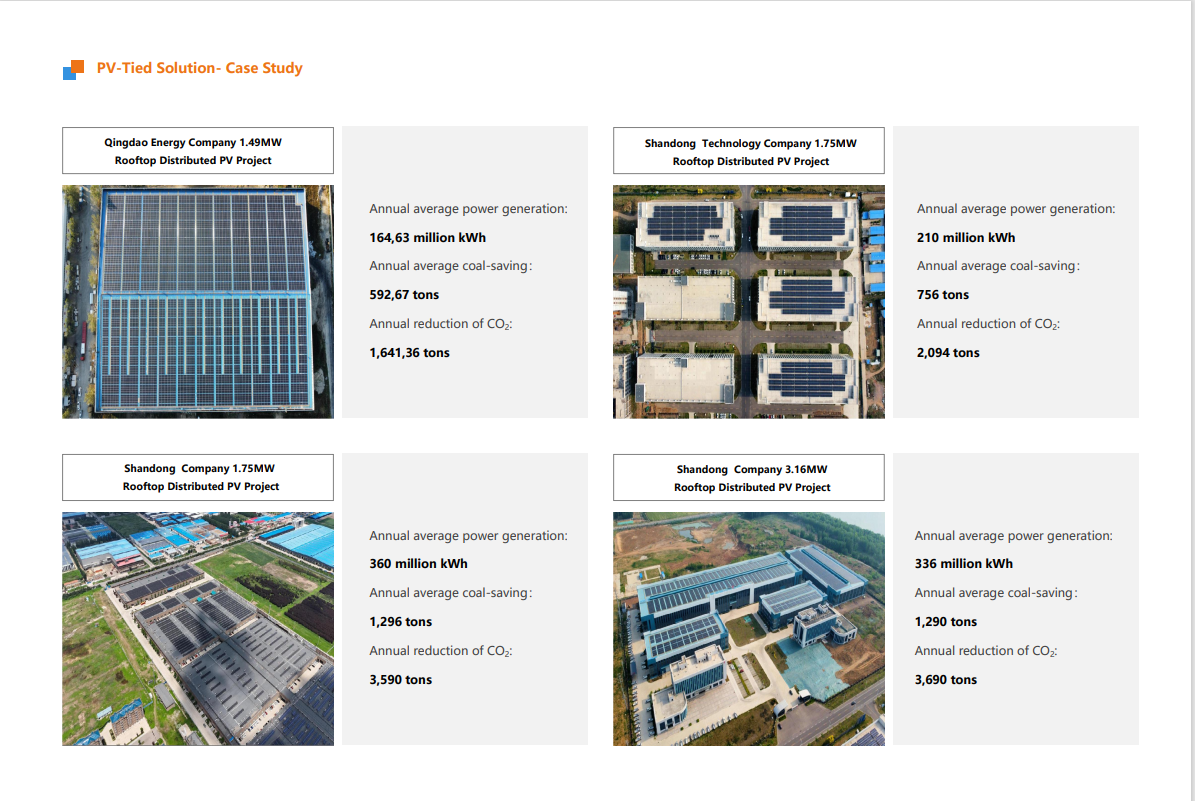 PV-Tied Solution- Case Study
Qingdao Energy Company 1.49MW
Rooftop Distributed PV Project
Annual average power generation:
164,63 million kWh
Annual average coal-saving:
592,67 tons
Annual reduction of CO₂:
1,641,36 tons
Shandong  Technology Company 1.75MW
Rooftop Distributed PV Project
Annual average power generation:
210 million kWh
Annual average coal-saving:
756 tons
Annual reduction of CO₂:
2,094 tons
Shandong  Company 1.75MW
Rooftop Distributed PV Project
Annual average power generation:
360 million kWh
Annual average coal-saving:
1,296 tons
Annual reduction of CO₂:
3,590 tons
Shandong  Company 3.16MW
Rooftop Distributed PV Project
Annual average power generation:
336 million kWh
Annual average coal-saving:
1,290 tons
Annual reduction of CO₂:
3,690 tons